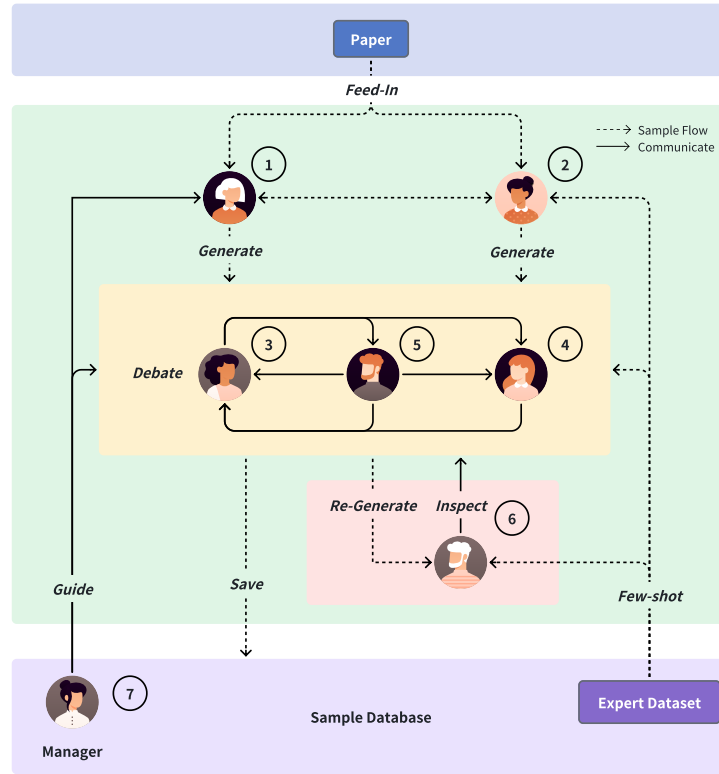 Paper
Feed-In
Sample Flow
Communicate
1
2
Generate
Generate
3
5
4
Debate
Re-Generate
Inspect
6
Guide
Save
Few-shot
7
Expert Dataset
Sample Database
Manager